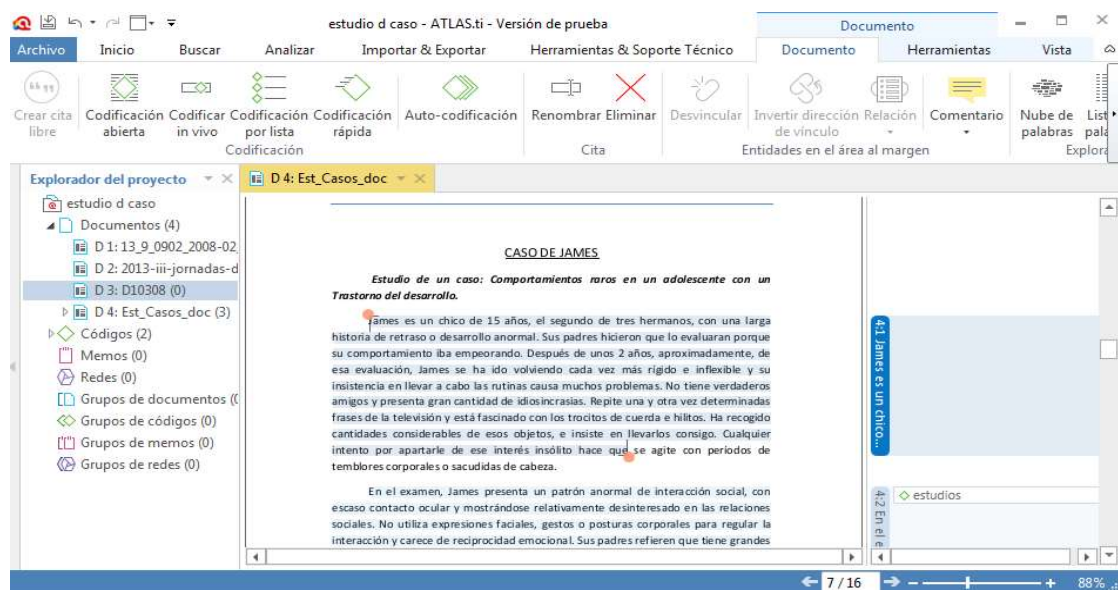 estudio d caso - ATLAS.ti - Versión de prueba
Documento
Archivo Inicio Buscar Analizar Importar & Exportar Herramientas & Soporte Técnico Documento Herramientas Vista
Crear cita libre
Codificación abierta
Codificar in vivo
Codificación por lista
Codificación rápida
Auto-codificación
Renombrar
Eliminar
Desvincular
Invertir dirección de vínculo
Relación
Comentario
Nube de palabras
List
pala
Codificación
Cita
Entidades en el área al margen
Explora
Explorador del proyecto
estudio d caso
Documentos (4)
D 1: 13_9_0902_2008-02
D 2: 2013-iii-jornadas-d
D 3: D10308 (0)
D 4: Est_Casos_doc (3)
Códigos (2)
Memos (0)
Redes (0)
Grupos de documentos (0
Grupos de códigos (0)
Grupos de memos (0)
Grupos de redes (0)
D 4: Est_Casos_doc
CASO DE JAMES
Estudio de un caso: Comportamientos raros en un adolescente con un
Trastorno del desarrollo.
James es un chico de 15 años, el segundo de tres hermanos, con una larga
historia de retraso o desarrollo anormal. Sus padres hicieron que lo evaluaran porque
su comportamiento iba empeorando. Después de unos 2 años, aproximadamente, de
esa evaluación, James se ha ido volviendo cada vez más rígido e inflexible y su
insistencia en llevar a cabo las rutinas causa muchos problemas. No tiene verdaderos
amigos y presenta gran cantidad de idiosincrasias. Repite una y otra vez determinadas
frases de la televisión y está fascinado con los trocitos de cuerda e hilitos. Ha recogido
cantidades considerables de esos objetos, e insiste en llevarlos consigo. Cualquier
intento por apartarle de ese interés insólito hace que se agite con periodos de
temblores corporales o sacudidas de cabeza.
En el examen, James presenta un patrón anormal de interacción social, con
escaso contacto ocular y mostrándose relativamente desinteresado en las relaciones
sociales. No utiliza expresiones faciales, gestos o posturas corporales para regular la
interacción y carece de reciprocidad emocional. Sus padres refieren que tiene grandes
4:1 James es un chico...
4:2 En el e
estudios
7 / 16
88%